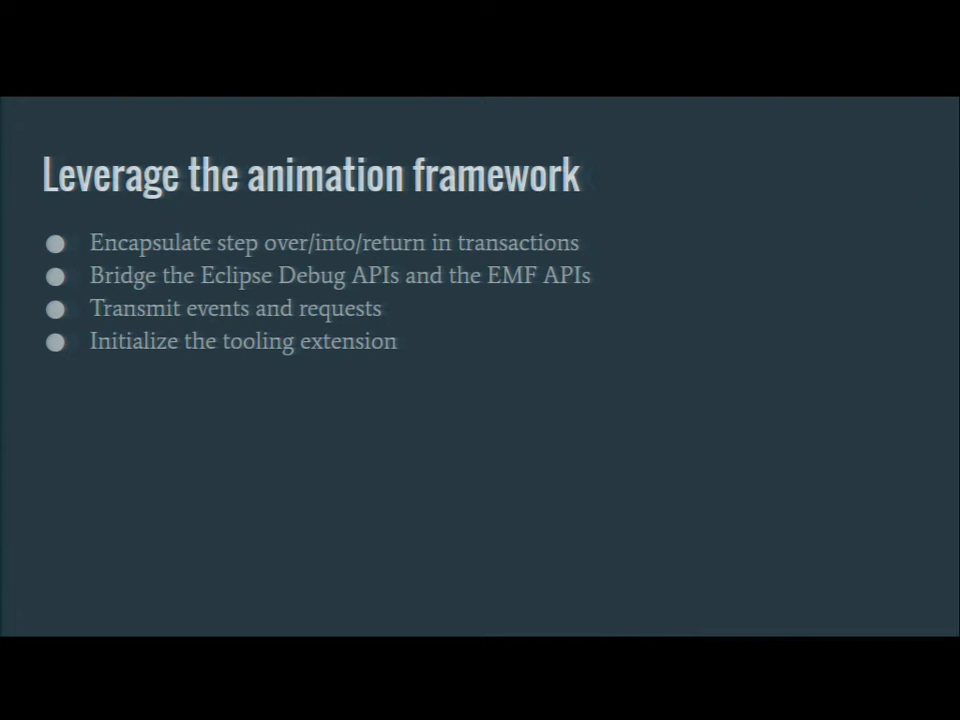 Leverage the animation framework
● Encapsulate step over/into/return in transactions
● Bridge the Eclipse Debug APIs and the EMF APIs
● Transmit events and requests
● Initialize the tooling extension